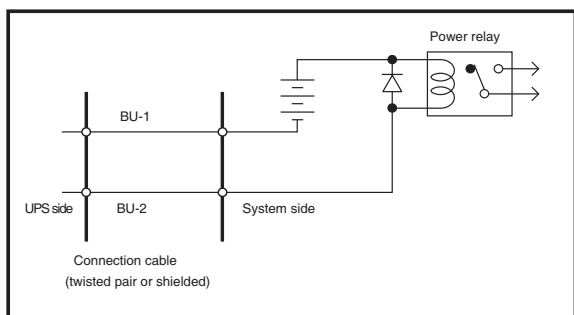 Power relay
BU-1
UPS side
BU-2
System side
Connection cable
(twisted pair or shielded)